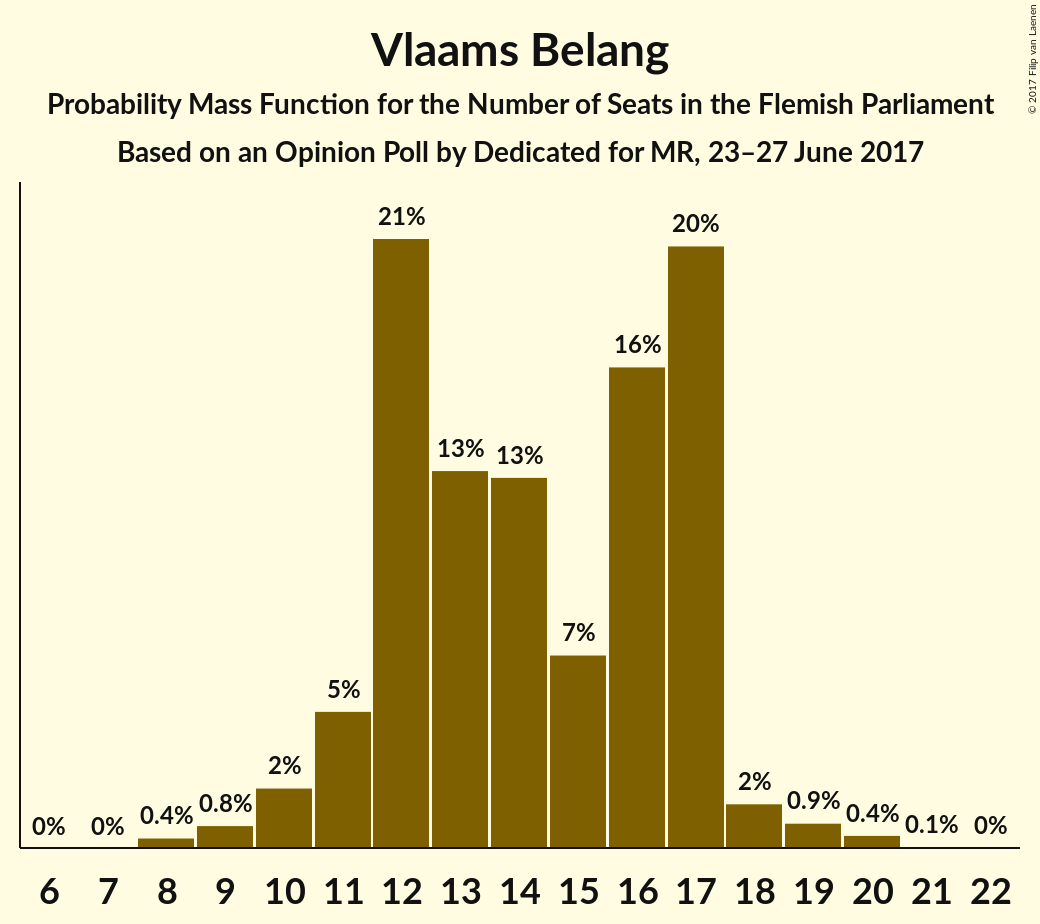 Vlaams Belang
Probability Mass Function for the Number of Seats in the Flemish Parliament
Based on an Opinion Poll by Dedicated for MR, 23–27 June 2017
© 2017 Filip van Laenen
0% 0% 0.4% 0.8% 2% 5% 21% 13% 13% 7% 16% 20% 2% 0.9% 0.4% 0.1% 0%
6 7 8 9 10 11 12 13 14 15 16 17 18 19 20 21 22